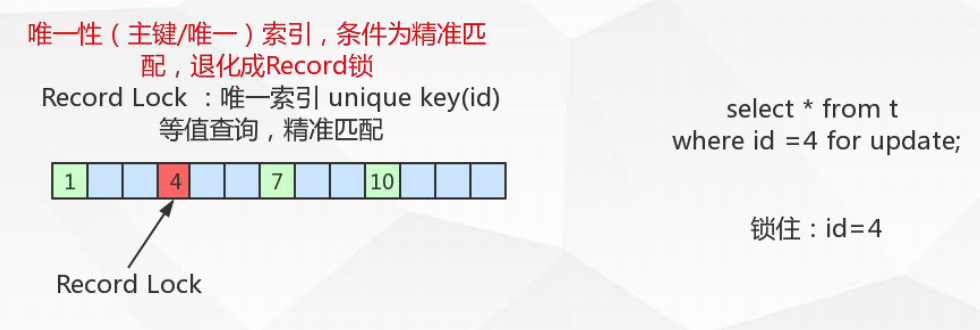 唯一性（主键/唯一）索引，条件为精准匹
配，退化成Record锁
Record Lock ：唯一索引 unique key(id)
等值查询，精准匹配
1 4 7 10
Record Lock
select * from t
where id =4 for update;
锁住：id=4